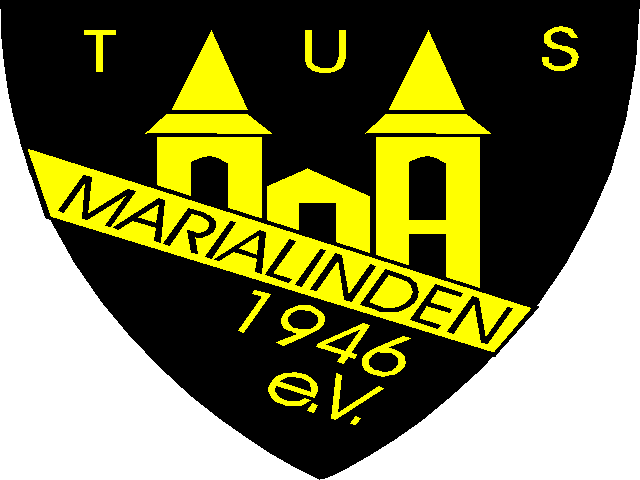 T U S
MARIALINDEN
1946
e.V.